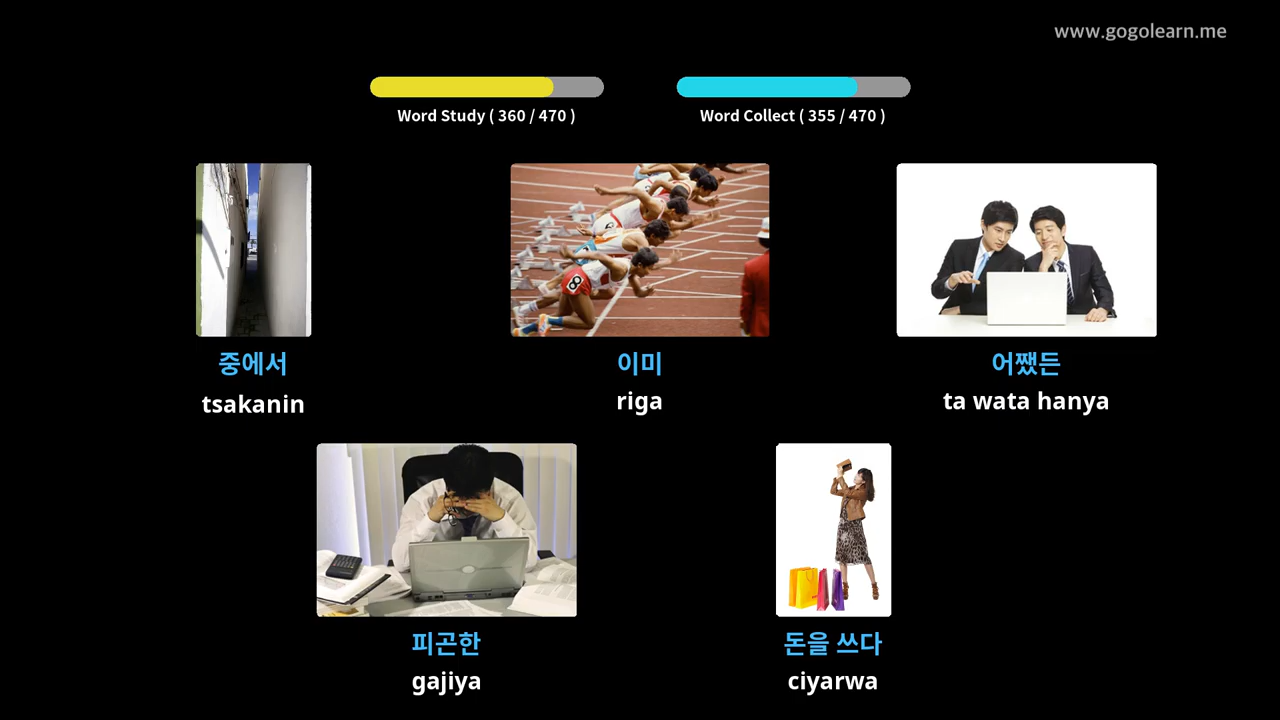 www.gogolearn.me
Word Study ( 360 / 470 )
Word Collect ( 355 / 470 )
중에서
tsakanin
이미
riga
어쨌든
ta wata hanya
피곤한
gajiya
돈을 쓰다
ciyarwa